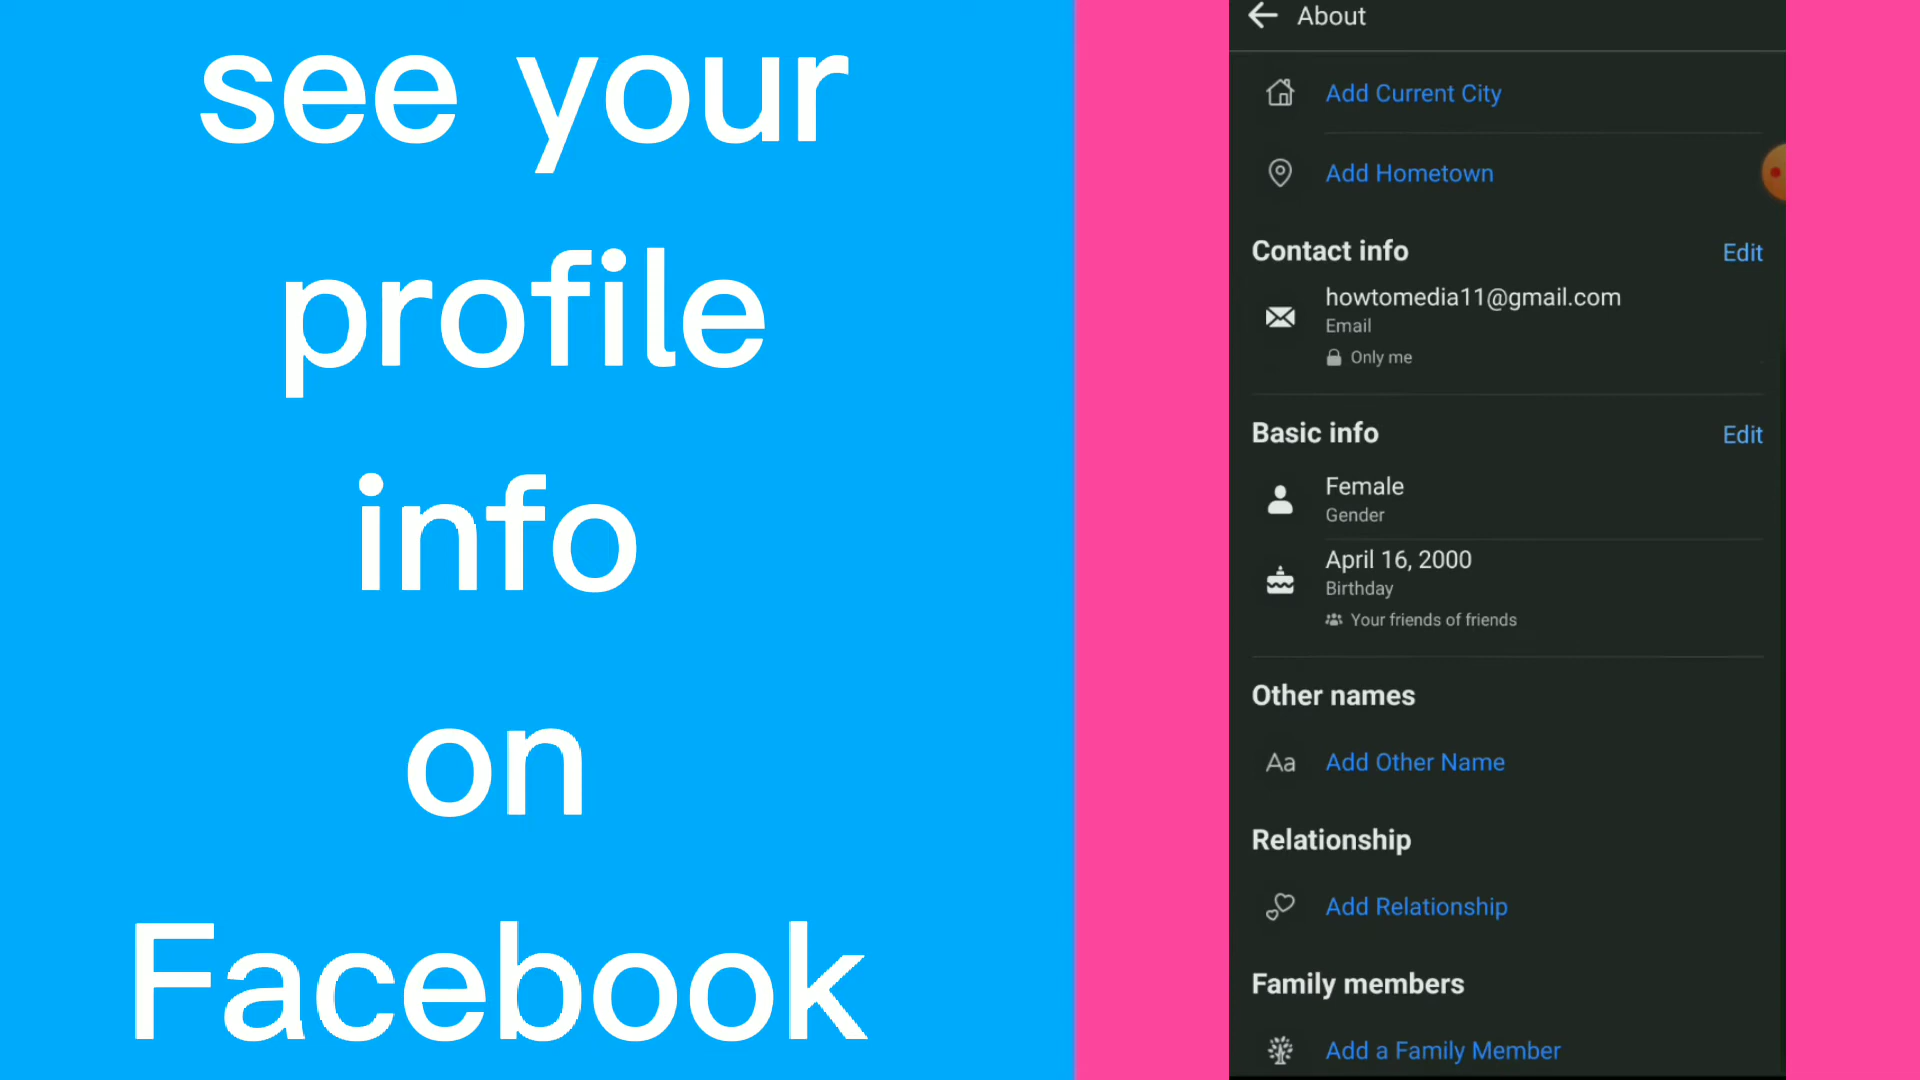 see your
profile
info
on
Facebook
About
Add Current City
Add Hometown
Contact info Edit
howtomedia11@gmail.com
Email
Only me
Basic info Edit
Female
Gender
April 16, 2000
Birthday
Your friends of friends
Other names
Aa Add Other Name
Relationship
Add Relationship
Family members
Add a Family Member